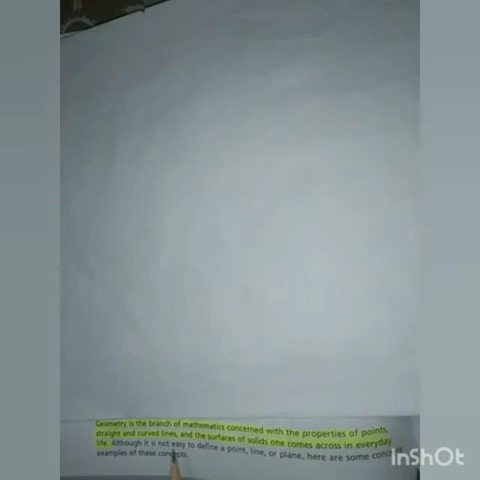 Geometry is the branch of mathematics concerned with the properties of points,
straight and curved lines, and the surfaces of solids one comes across in everyday
life. Although it is not easy to define a point, line, or plane, here are some
examples of these concepts.
InShOt